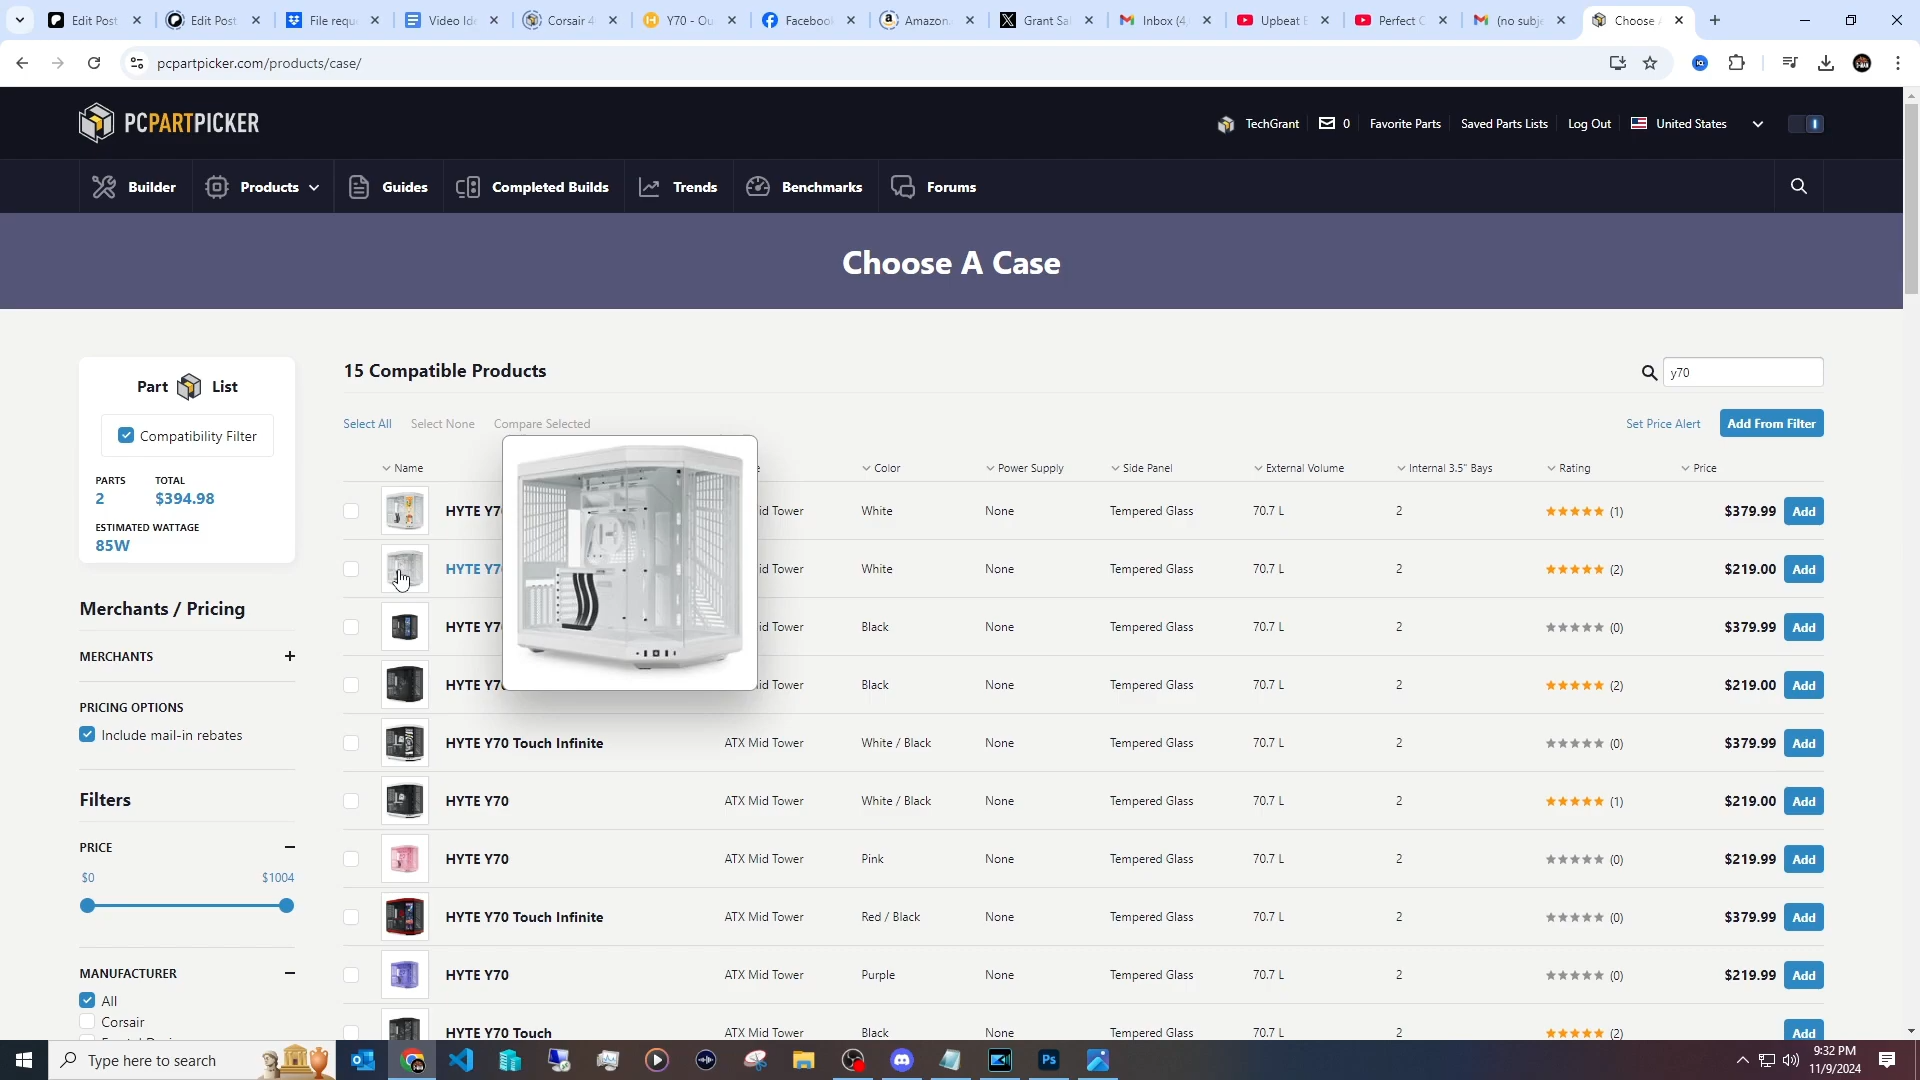 Edit Post
Edit Post
File requ
Video Ide
Corsair 4
Y70 - Ou
Faceboo
Amazon.
Grant Sa
Inbox (4,
Upbeat B
Perfect C
(no subje
Choose A
pcpartpicker.com/products/case/
PCPARTPICKER
TechGrant
0
Favorite Parts
Saved Parts Lists
Log Out
United States
Builder
Products
Guides
Completed Builds
Trends
Benchmarks
Forums
Choose A Case
Part List
Compatibility Filter
PARTS TOTAL
2 $394.98
ESTIMATED WATTAGE
85W
Merchants / Pricing
MERCHANTS
PRICING OPTIONS
Include mail-in rebates
Filters
PRICE
$0 $1004
MANUFACTURER
All
Corsair
15 Compatible Products
y70
Select All Select None Compare Selected Set Price Alert Add From Filter
Name Color Power Supply Side Panel External Volume Internal 3.5" Bays Rating Price
HYTE Y7 id Tower White None Tempered Glass 70.7 L 2 (1) $379.99 Add
HYTE Y7 id Tower White None Tempered Glass 70.7 L 2 (2) $219.00 Add
HYTE Y7 id Tower Black None Tempered Glass 70.7 L 2 (0) $379.99 Add
HYTE Y7 id Tower Black None Tempered Glass 70.7 L 2 (2) $219.00 Add
HYTE Y70 Touch Infinite ATX Mid Tower White / Black None Tempered Glass 70.7 L 2 (0) $379.99 Add
HYTE Y70 ATX Mid Tower White / Black None Tempered Glass 70.7 L 2 (1) $219.00 Add
HYTE Y70 ATX Mid Tower Pink None Tempered Glass 70.7 L 2 (0) $219.99 Add
HYTE Y70 Touch Infinite ATX Mid Tower Red / Black None Tempered Glass 70.7 L 2 (0) $379.99 Add
HYTE Y70 ATX Mid Tower Purple None Tempered Glass 70.7 L 2 (0) $219.99 Add
HYTE Y70 Touch ATX Mid Tower Black None Tempered Glass 70.7 L 2 (2) $359.99 Add
Type here to search
Ps
9:32 PM
11/9/2024